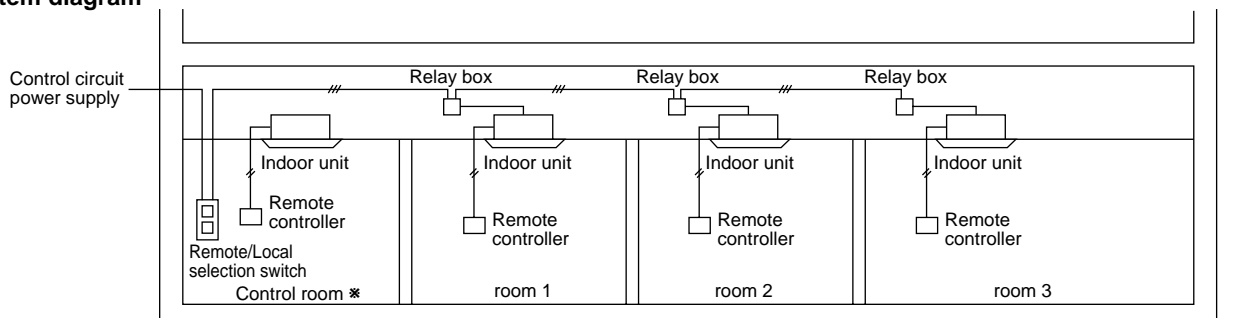 tem diagram
Control circuit
power supply
Relay box
Relay box
Relay box
Indoor unit
Indoor unit
Indoor unit
Indoor unit
Remote
controller
Remote
controller
Remote
controller
Remote
controller
Remote/Local
selection switch
Control room ※
room 1
room 2
room 3